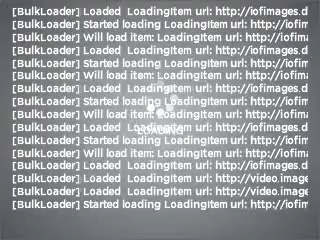 [BulkLoader] Loaded LoadingItem url: http://iofimages.d
[BulkLoader] Started loading LoadingItem url: http://iofim
[BulkLoader] Will load item: LoadingItem url: http://iofima
[BulkLoader] Loaded LoadingItem url: http://iofimages.d
[BulkLoader] Started loading LoadingItem url: http://iofim
[BulkLoader] Will load item: LoadingItem url: http://iofima
[BulkLoader] Loaded LoadingItem url: http://iofimages.d
[BulkLoader] Started loading LoadingItem url: http://iofim
[BulkLoader] Will load item: LoadingItem url: http://iofima
[BulkLoader] Loaded LoadingItem url: http://iofimages.d
LOADING
[BulkLoader] Started loading LoadingItem url: http://iofim
[BulkLoader] Will load item: LoadingItem url: http://iofima
[BulkLoader] Loaded LoadingItem url: http://iofimages.d
[BulkLoader] Loaded LoadingItem url: http://video.image
[BulkLoader] Loaded LoadingItem url: http://video.image
[BulkLoader] Started loading LoadingItem url: http://iofim